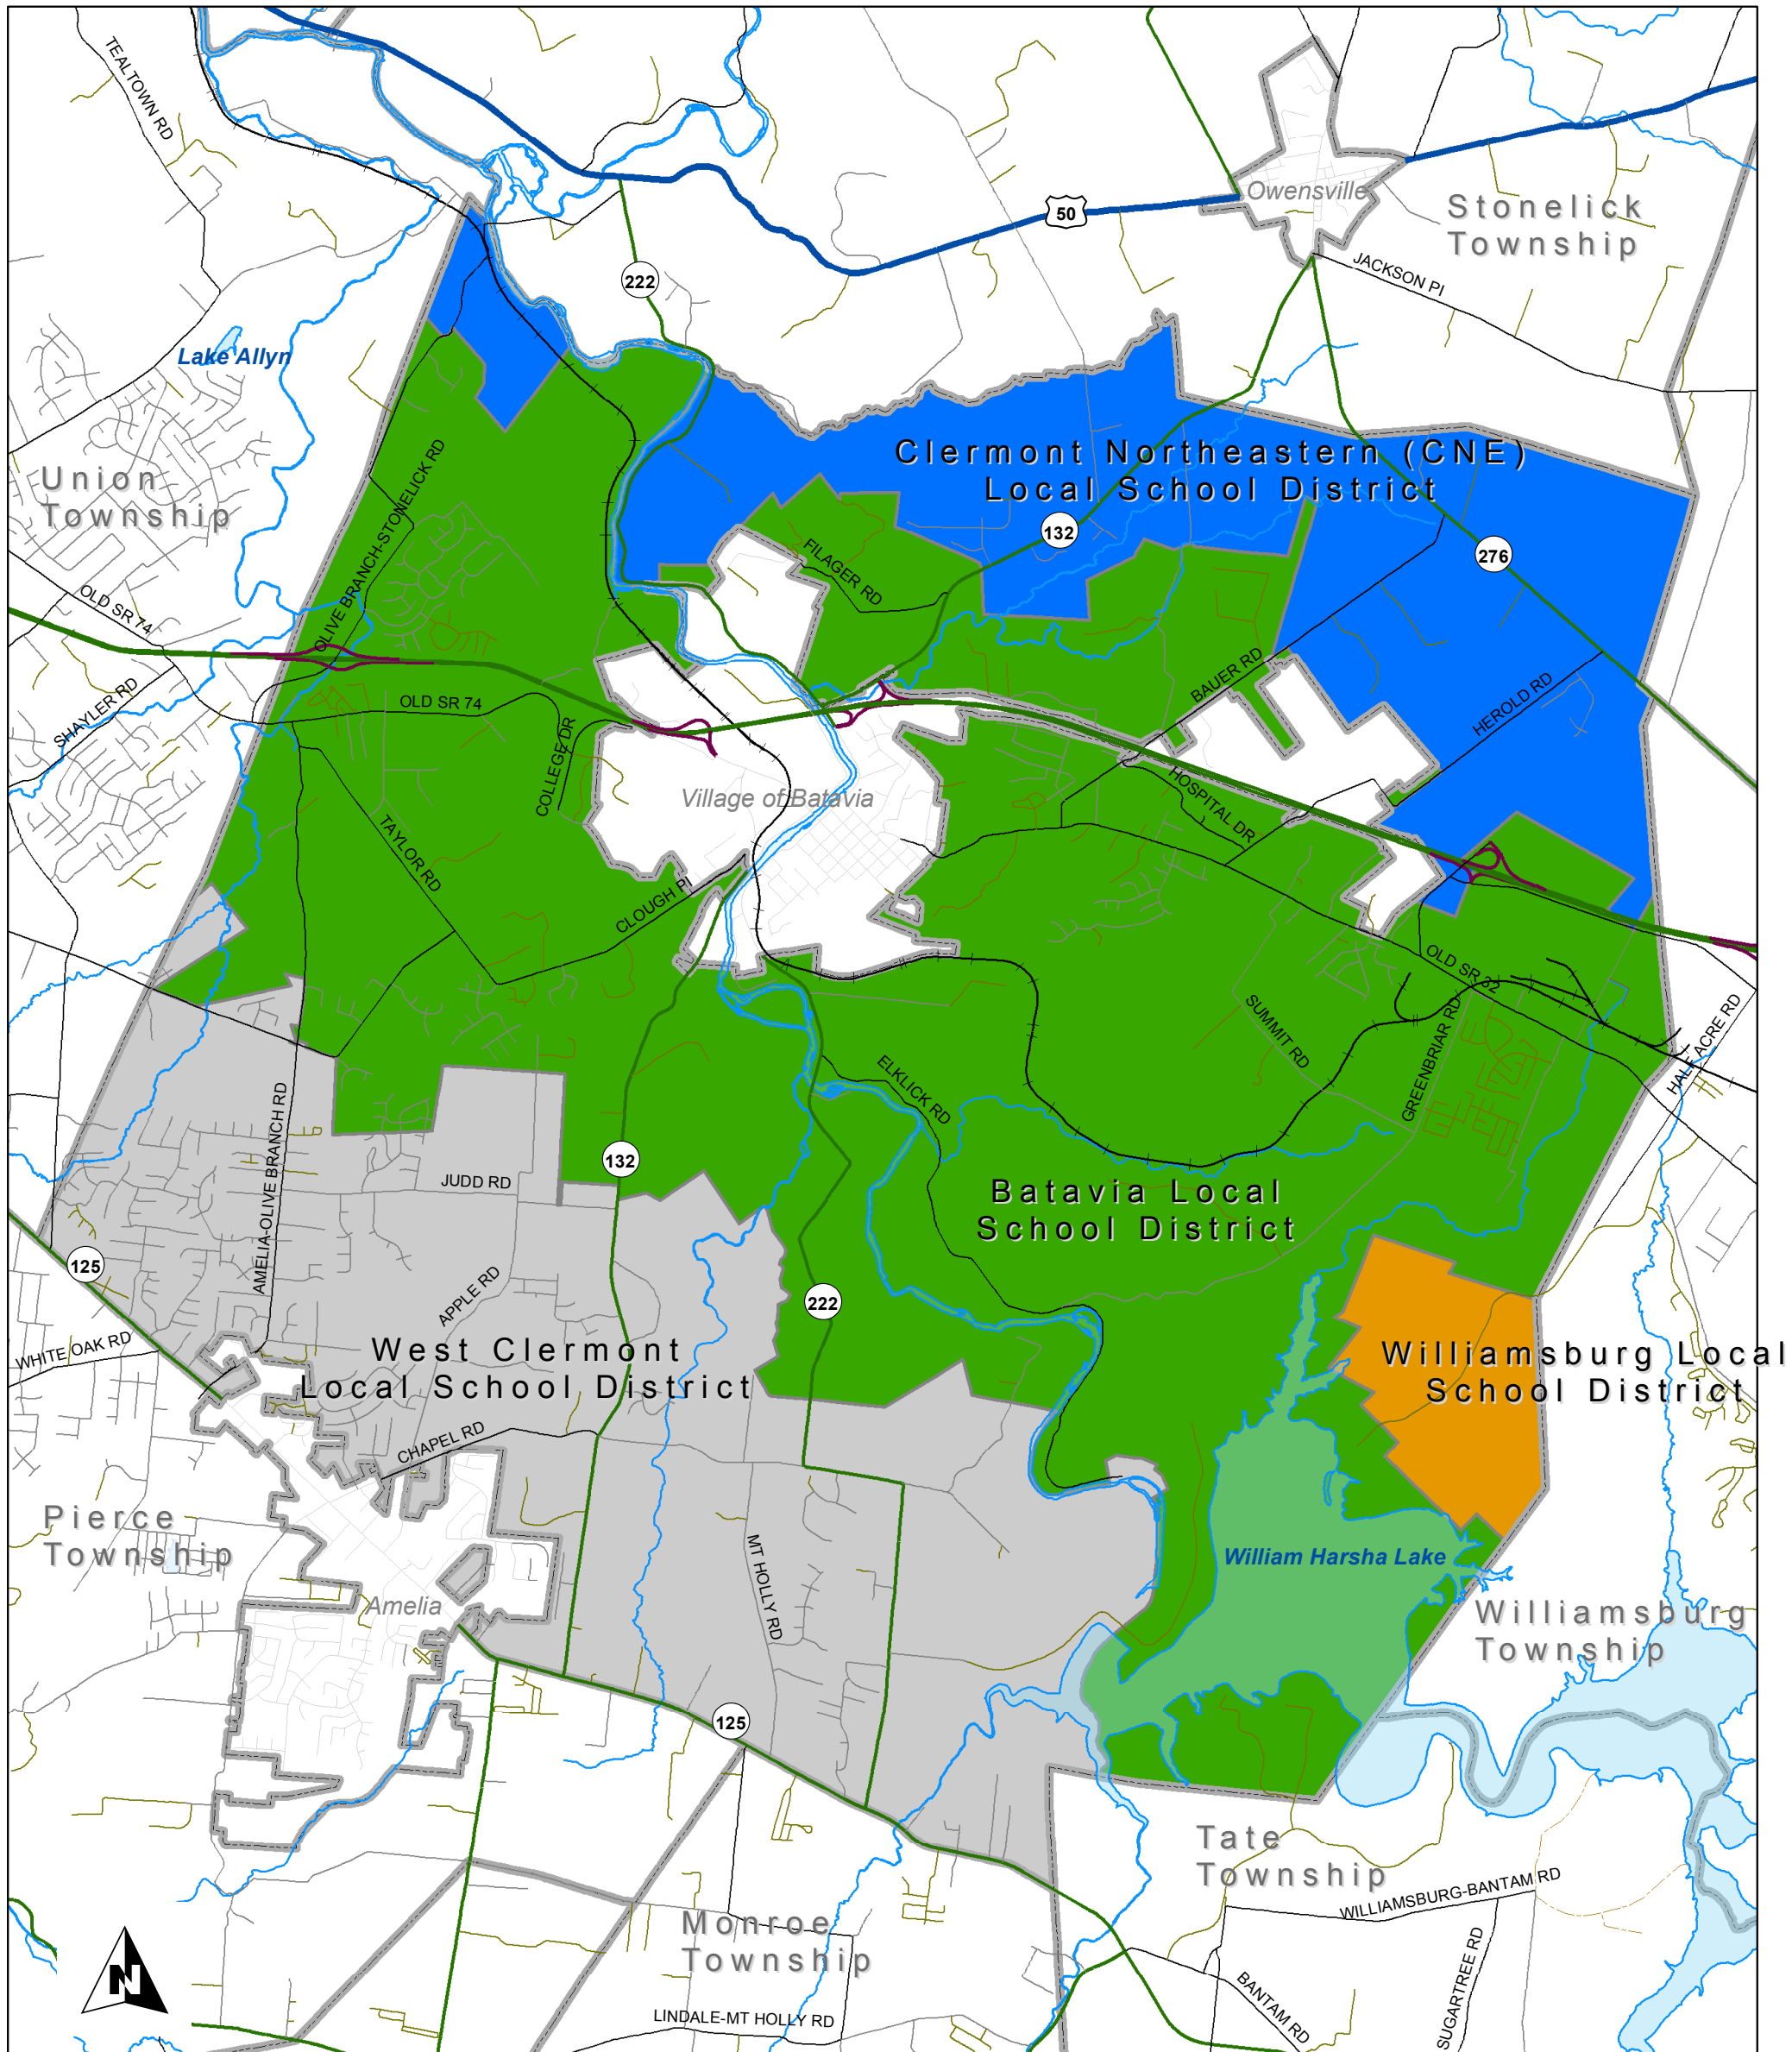 TEALTOWN RD
Owensville
Stonelick
Township
50
222
JACKSON PI
Lake Allyn
Clermont Northeastern (CNE)
Local School District
Union
Township
OLIVE BRANCH-STONELICK RD
132
276
FILAGER RD
OLD SR 74
SHAYLER RD
OLD SR 74
COLLEGE DR
BAUER RD
HEROLD RD
HOSPITAL DR
Village of Batavia
TAYLOR RD
CLOUGH PI
OLD SR 32
SUMMIT RD
GREENBRIAR RD
HALF ACRE RD
ELKLICK RD
AMELIA-OLIVE BRANCH RD
JUDD RD
132
Batavia Local
School District
125
APPLE RD
222
WHITE OAK RD
West Clermont
Local School District
Williamsburg Local
School District
CHAPEL RD
Pierce
Township
MT HOLLY RD
William Harsha Lake
Amelia
Williamsburg
Township
125
Tate
Township
WILLIAMSBURG-BANTAM RD
Monroe
Township
SUGARTREE RD
BANTAM RD
N
LINDALE-MT HOLLY RD